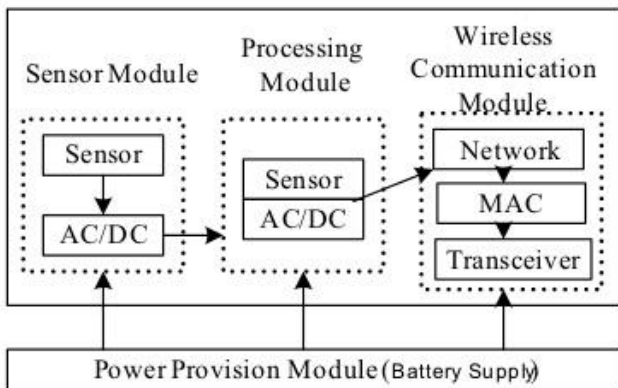 Sensor Module
Processing
Module
Wireless
Communication
Module
Sensor
AC/DC
Sensor
AC/DC
Network
MAC
Transceiver
Power Provision Module (Battery Supply)